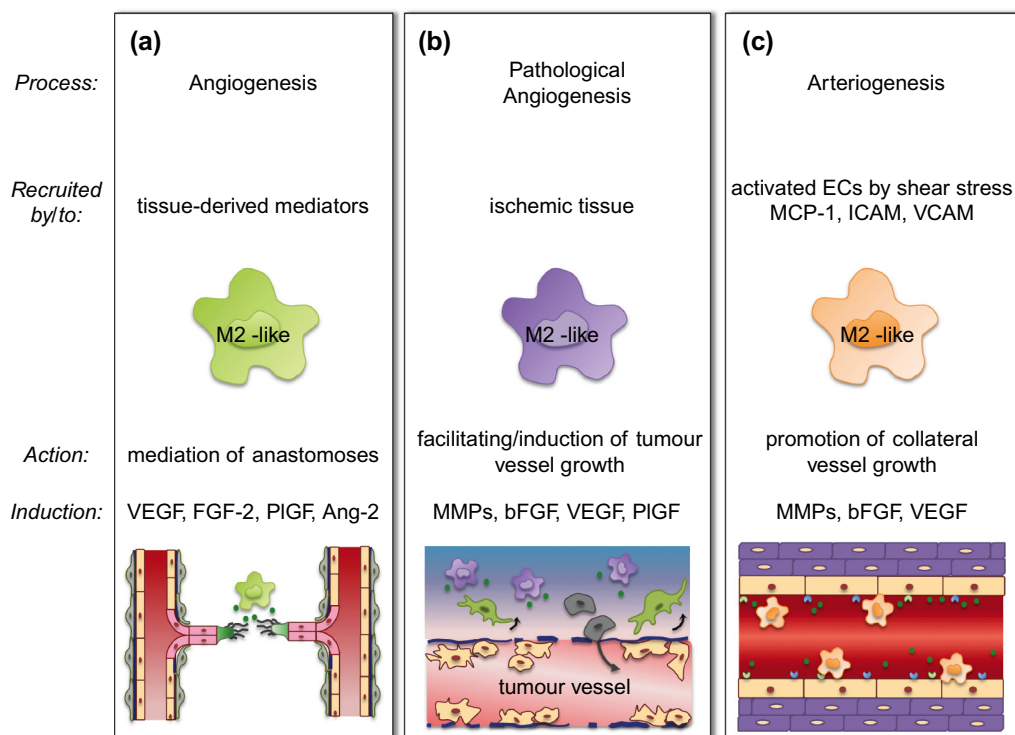 (a)
(b)
(c)
Process:
Angiogenesis
Pathological
Angiogenesis
Arteriogenesis
Recruited
by/to:
tissue-derived mediators
ischemic tissue
activated ECs by shear stress
MCP-1, ICAM, VCAM
M2 -like
M2 -like
M2 -like
Action:
mediation of anastomoses
facilitating/induction of tumour
vessel growth
promotion of collateral
vessel growth
Induction:
VEGF, FGF-2, PlGF, Ang-2
MMPs, bFGF, VEGF, PlGF
MMPs, bFGF, VEGF
tumour vessel